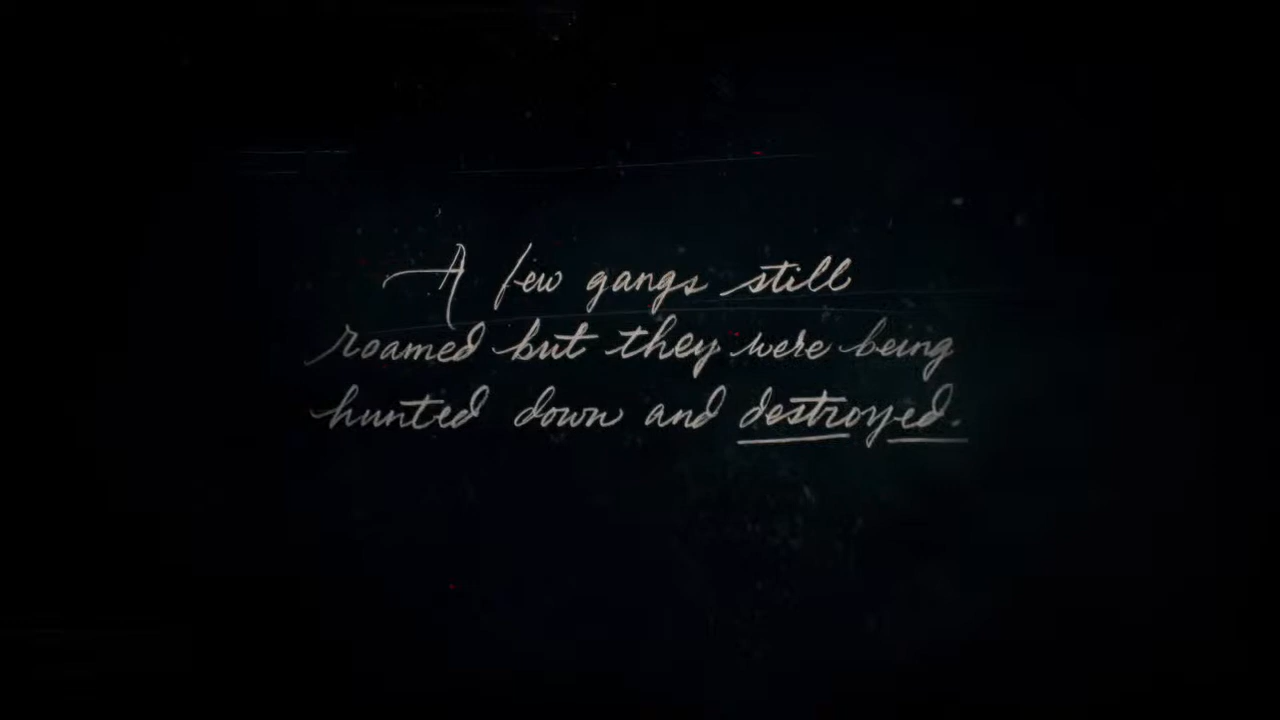 A few gangs still
roamed but they were being
hunted down and destroyed.